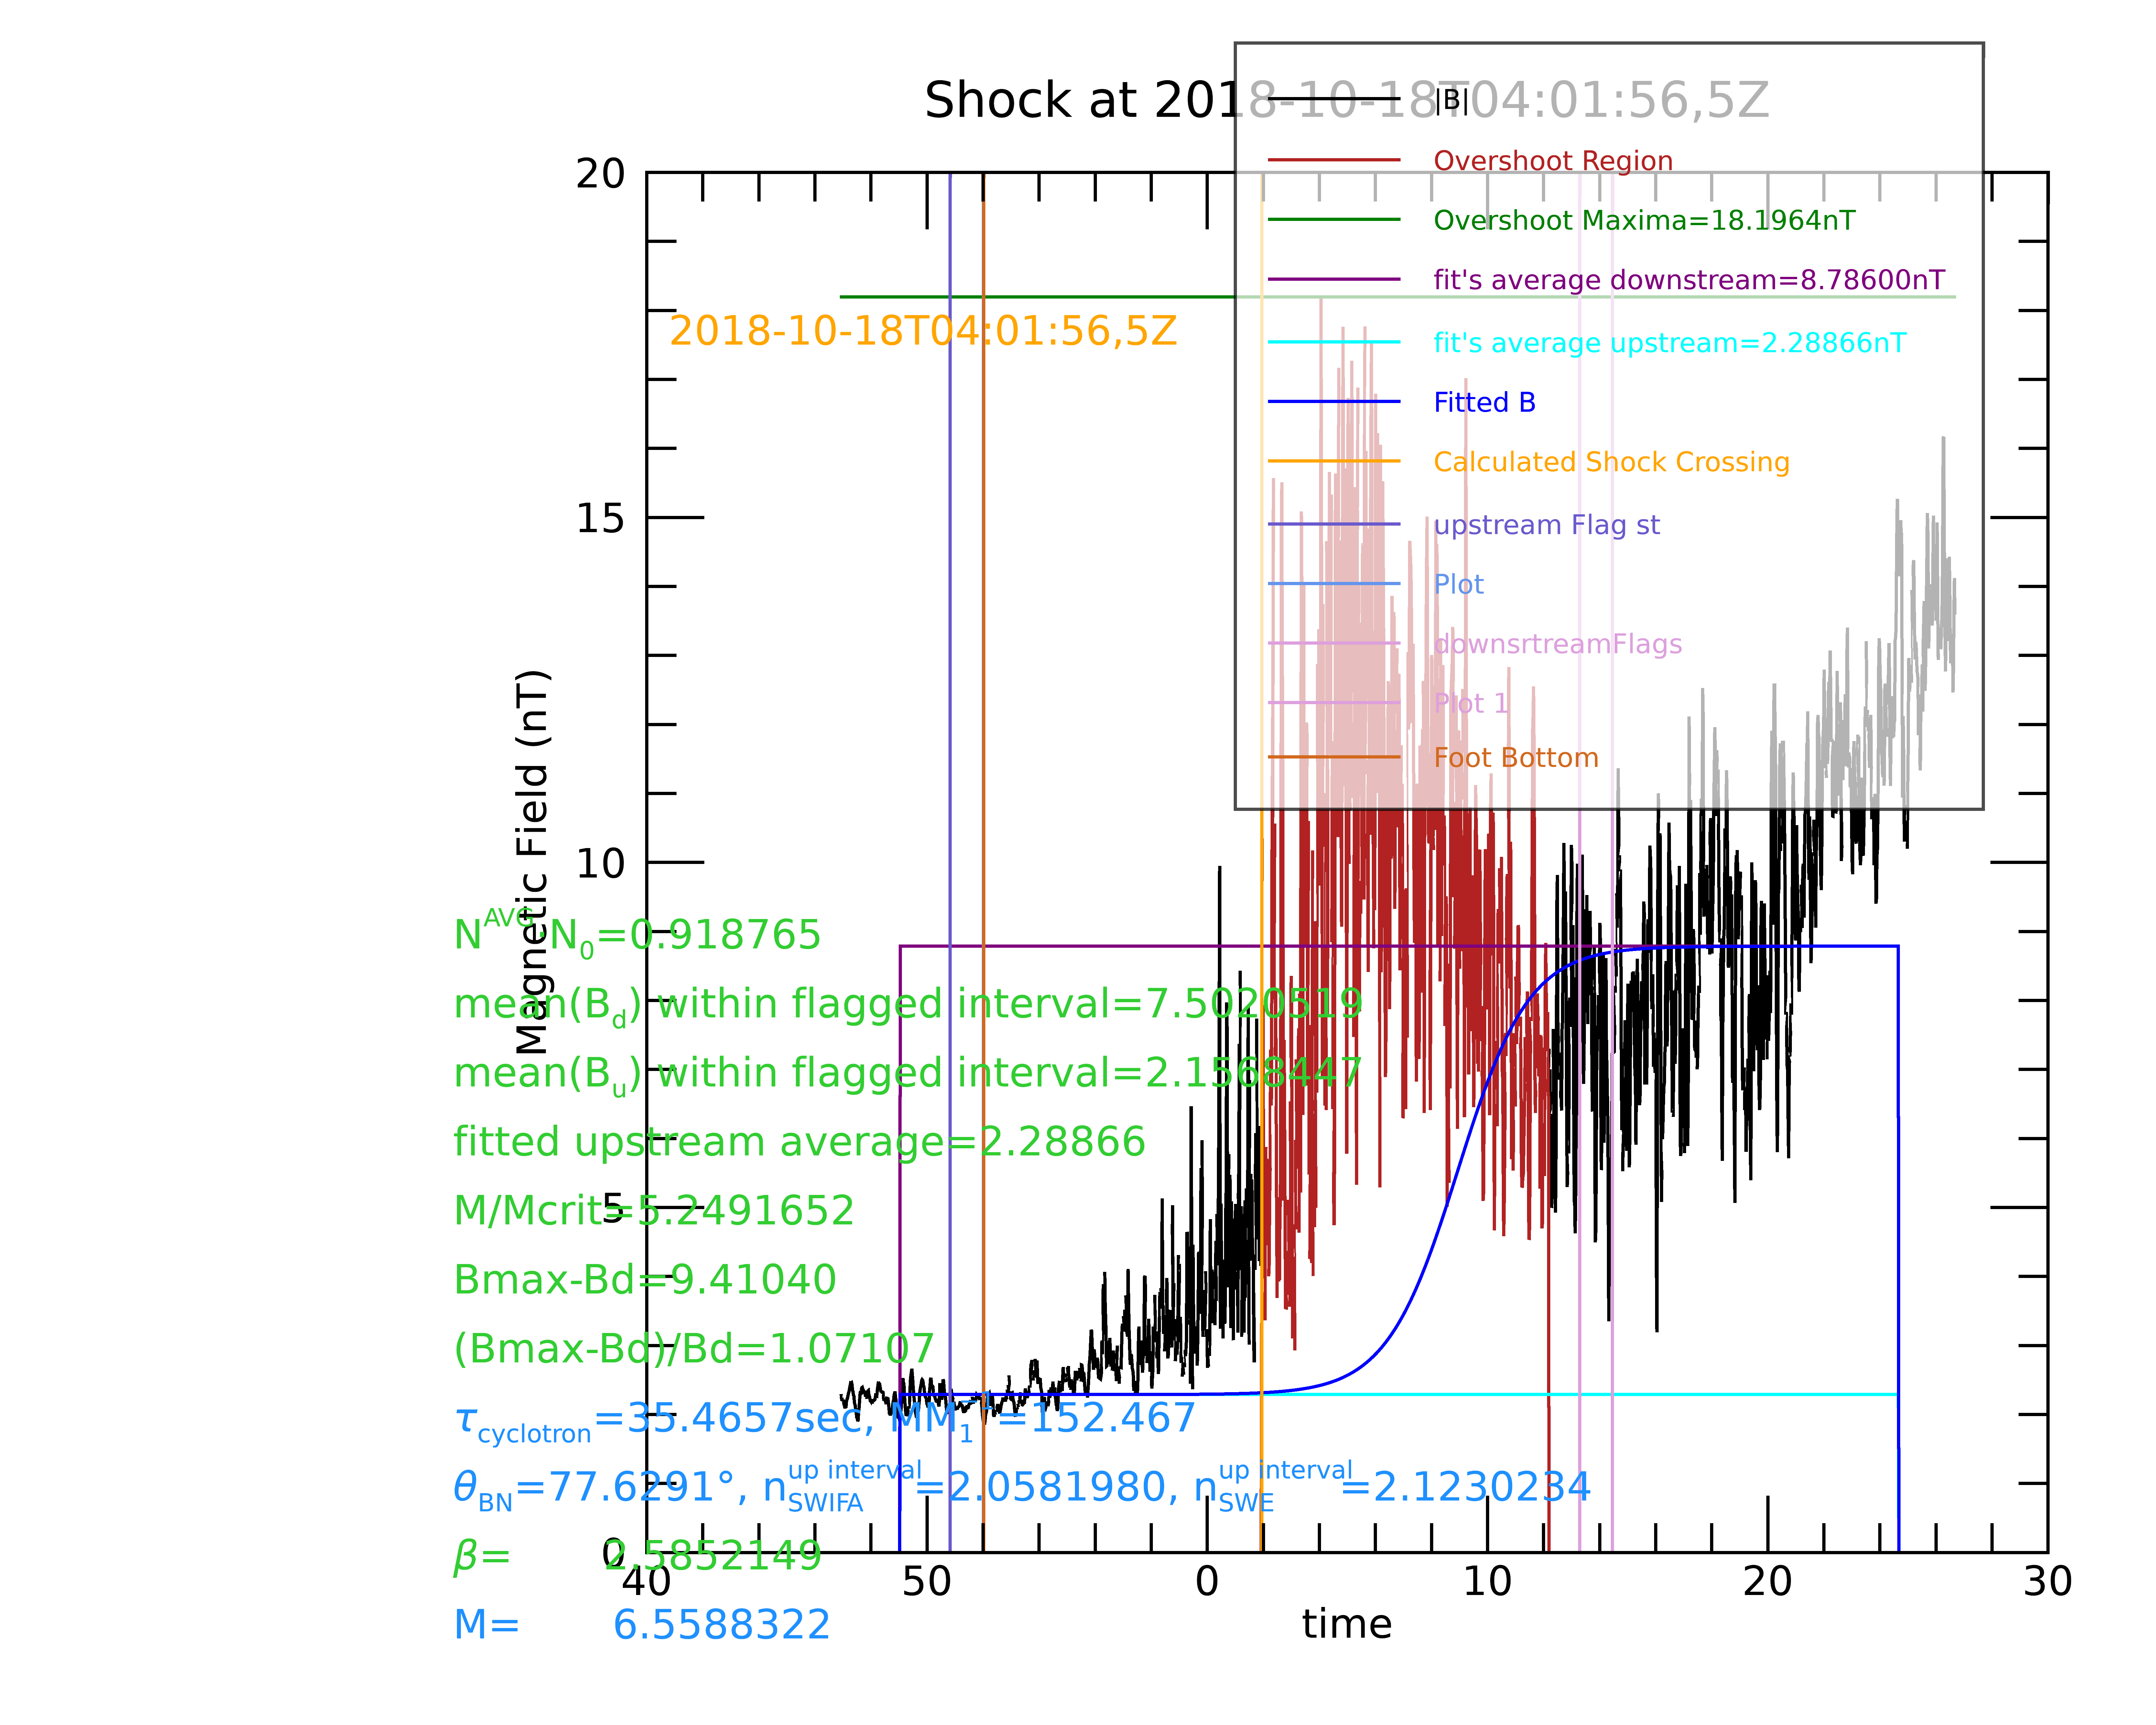 Shock at 2018-10-18T04:01:56,5Z
|B|
Overshoot Region
Overshoot Maxima=18.1964nT
fit's average downstream=8.78600nT
fit's average upstream=2.28866nT
Fitted B
Calculated Shock Crossing
upstream Flag st
Plot
downsrtreamFlags
Plot 1
Foot Bottom
2018-10-18T04:01:56,5Z
20
15
10
5
0
Magnetic Field (nT)
N^AVG·N_0=0.918765
mean(B_d) within flagged interval=7.5020519
mean(B_u) within flagged interval=2.1568447
fitted upstream average=2.28866
M/Mcrit=5.2491652
Bmax-Bd=9.41040
(Bmax-Bd)/Bd=1.07107
τ_cyclotron=35.4657sec, =152.467
θ_BN=77.6291°, n_SWIFA^up interval=2.0581980, n_SWE^up interval=2.1230234
β= 2.5852149
M= 6.5588322
40 50 0 10 20 30
time